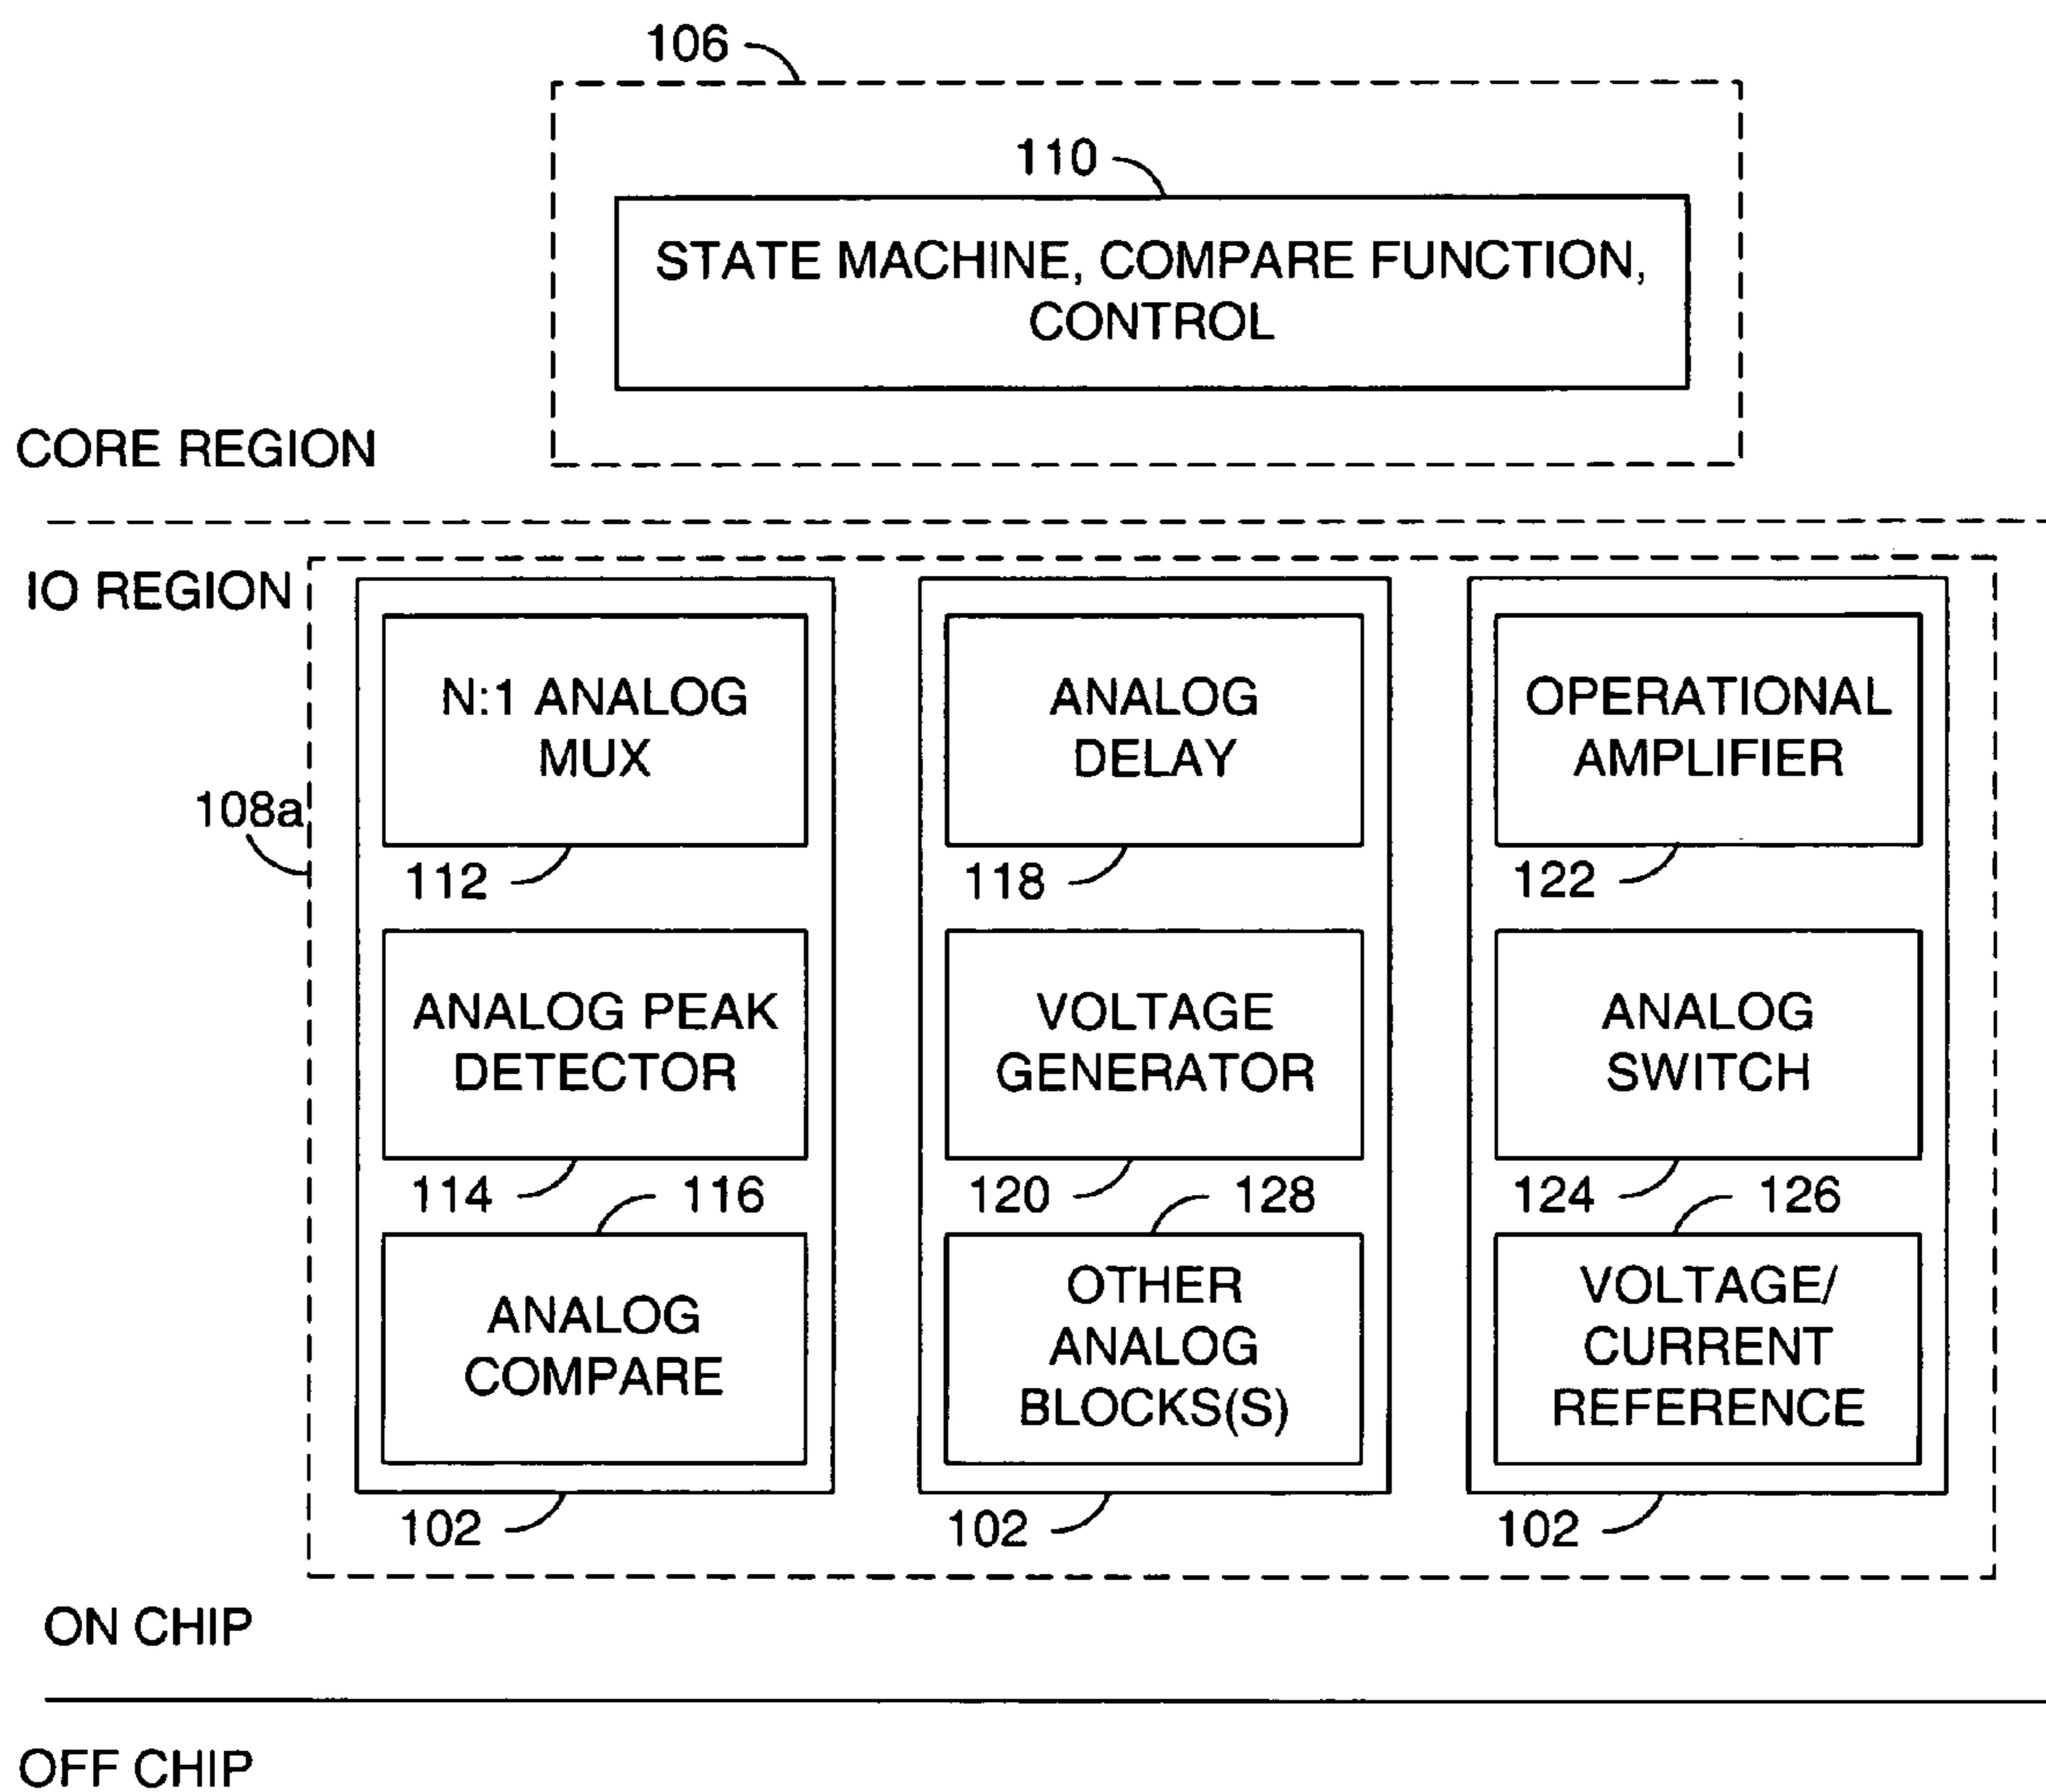 106
110
STATE MACHINE, COMPARE FUNCTION,
CONTROL
CORE REGION
IO REGION
108a
N:1 ANALOG
MUX
112
ANALOG PEAK
DETECTOR
114
116
ANALOG
COMPARE
102
ANALOG
DELAY
118
VOLTAGE
GENERATOR
120
128
OTHER
ANALOG
BLOCKS(S)
102
OPERATIONAL
AMPLIFIER
122
ANALOG
SWITCH
124
126
VOLTAGE/
CURRENT
REFERENCE
102
ON CHIP
OFF CHIP